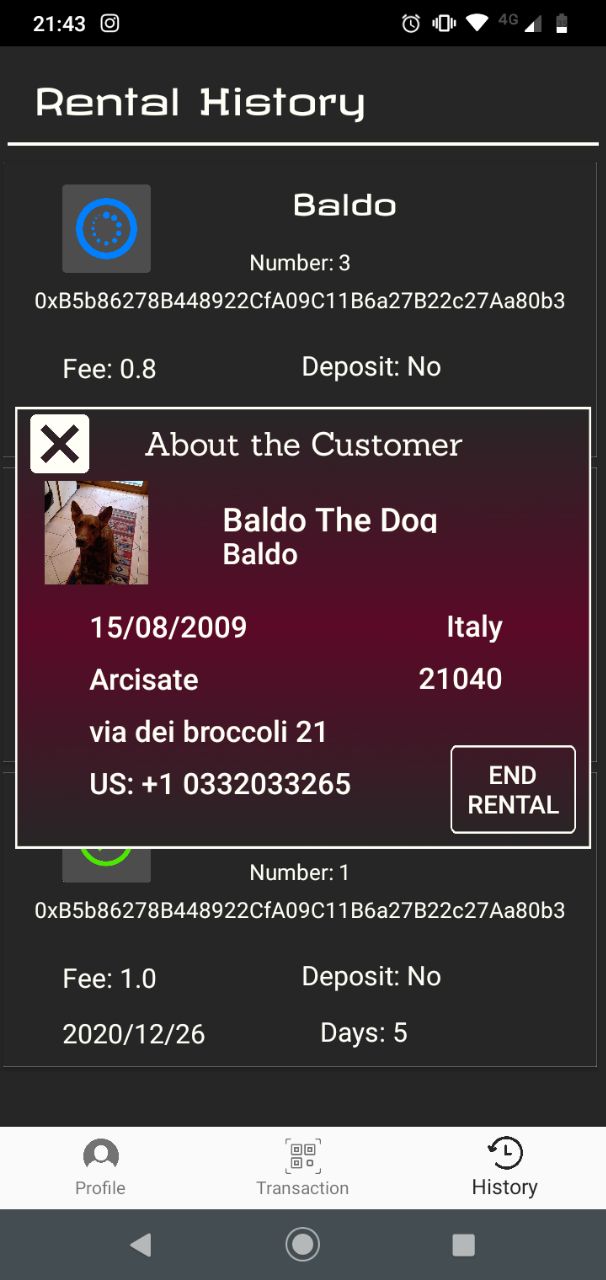 21:43
4G
Rental History
Baldo
Number: 3
0xB5b86278B448922CfA09C11B6a27B22c27Aa80b3
Fee: 0.8 Deposit: No
About the Customer
Baldo The Dog
Baldo
15/08/2009 Italy
Arcisate 21040
via dei broccoli 21
US: +1 0332033265
END
RENTAL
Number: 1
0xB5b86278B448922CfA09C11B6a27B22c27Aa80b3
Fee: 1.0 Deposit: No
2020/12/26 Days: 5
Profile Transaction History